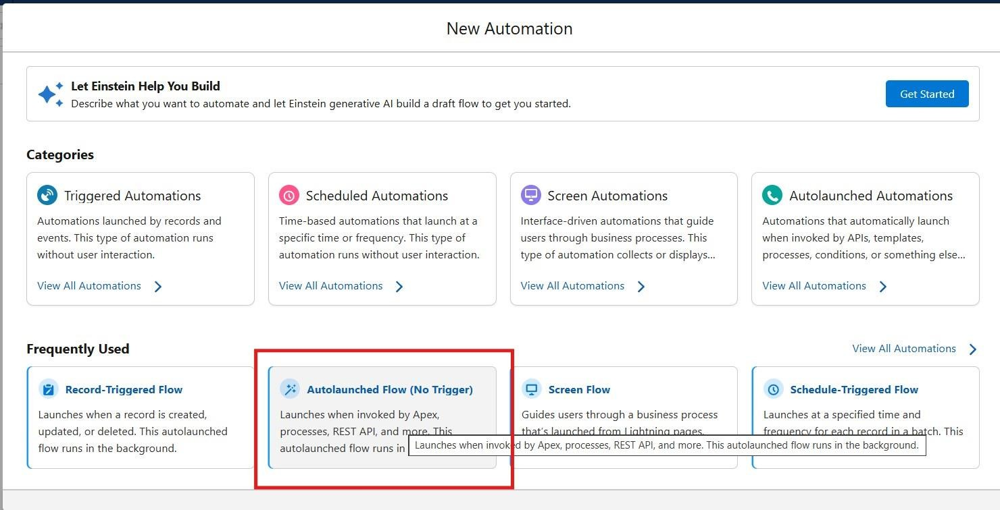 New Automation
Let Einstein Help You Build
Describe what you want to automate and let Einstein generative AI build a draft flow to get you started.
Get Started
Categories
Triggered Automations
Automations launched by records and
events. This type of automation runs
without user interaction.
View All Automations
Scheduled Automations
Time-based automations that launch at a
specific time or frequency. This type of
automation runs without user interaction.
View All Automations
Screen Automations
Interface-driven automations that guide
users through business processes. This
type of automation collects or displays...
View All Automations
Autolaunched Automations
Automations that automatically launch
when invoked by APIs, templates,
processes, conditions, or something else...
View All Automations
Frequently Used
View All Automations
Record-Triggered Flow
Launches when a record is created,
updated, or deleted. This autolaunched
flow runs in the background.
Autolaunched Flow (No Trigger)
Launches when invoked by Apex,
processes, REST API, and more. This
autolaunched flow runs in
Screen Flow
Guides users through a business process
that's launched from Lightning pages,
Schedule-Triggered Flow
Launches at a specified time and
frequency for each record in a batch. This
Launches when invoked by Apex, processes, REST API, and more. This autolaunched flow runs in the background.